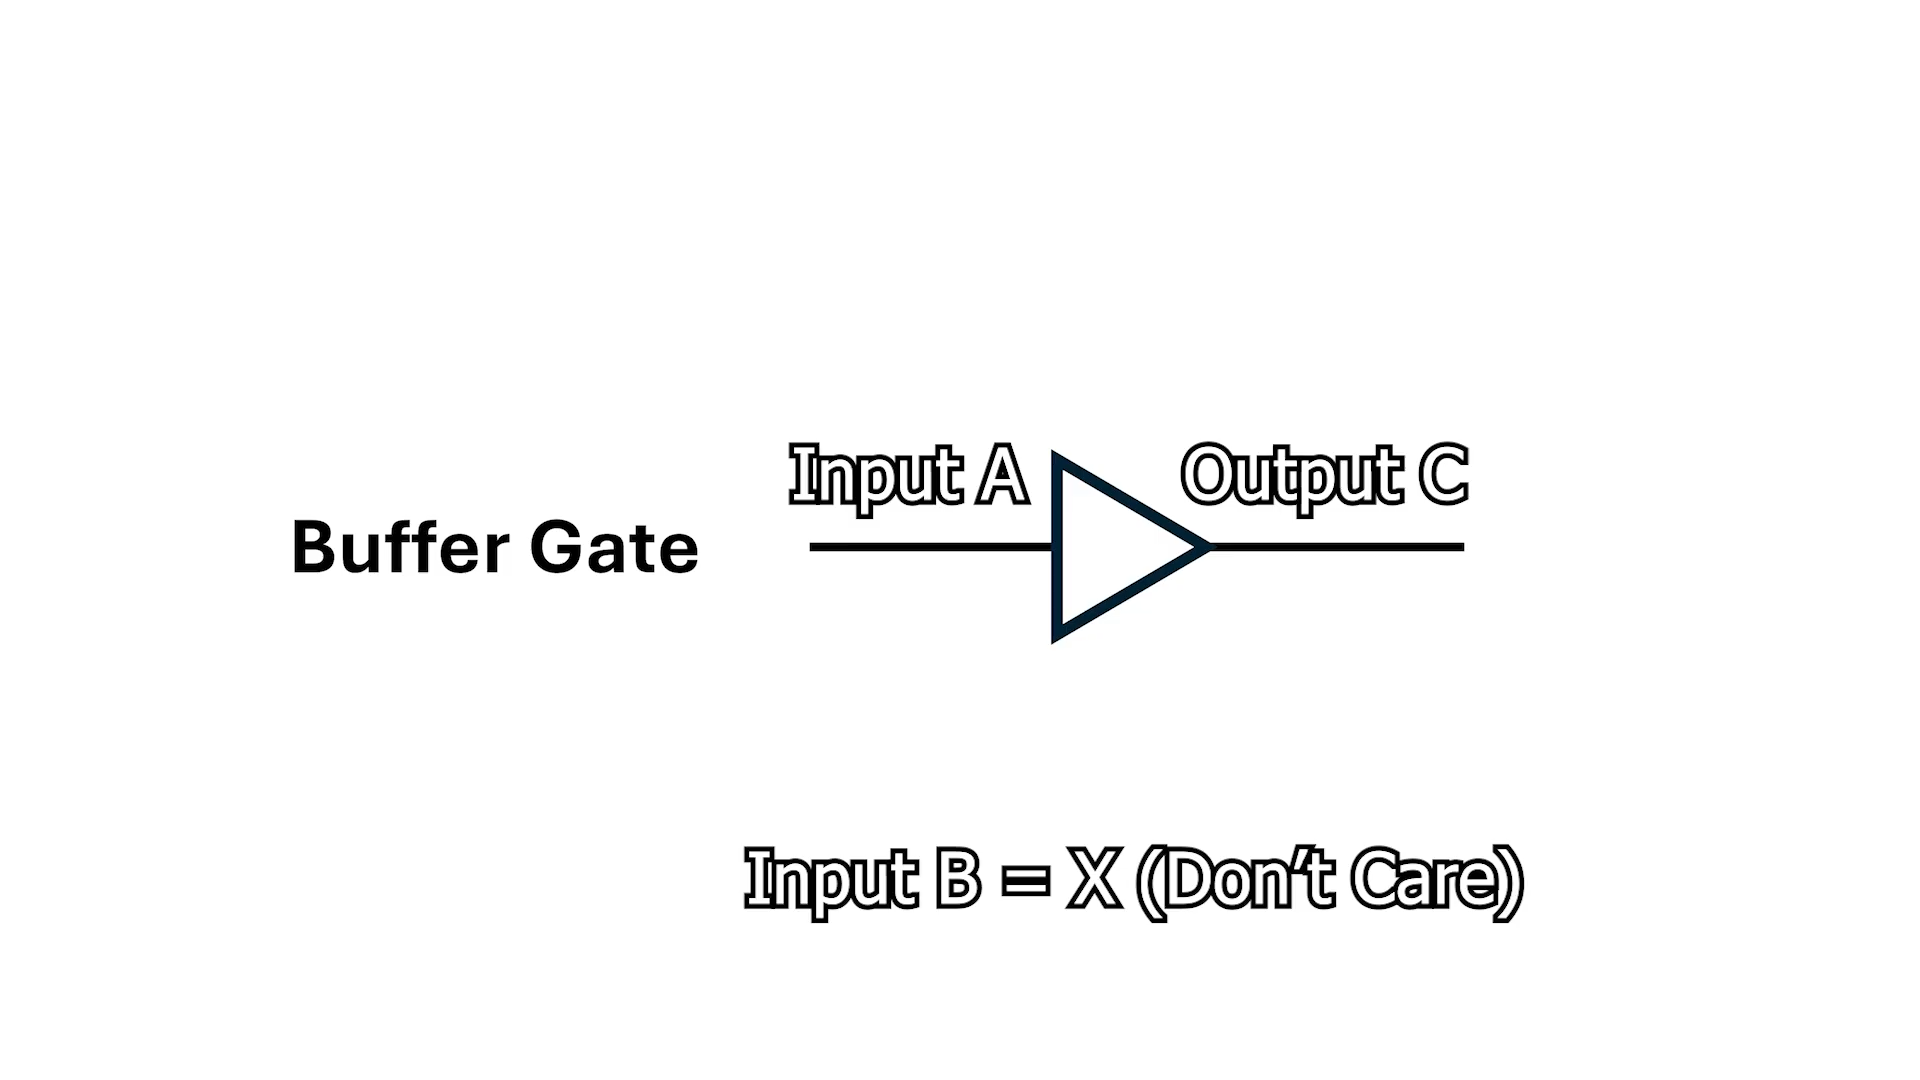 Input A
Output C
Buffer Gate
Input B = X (Don’t Care)